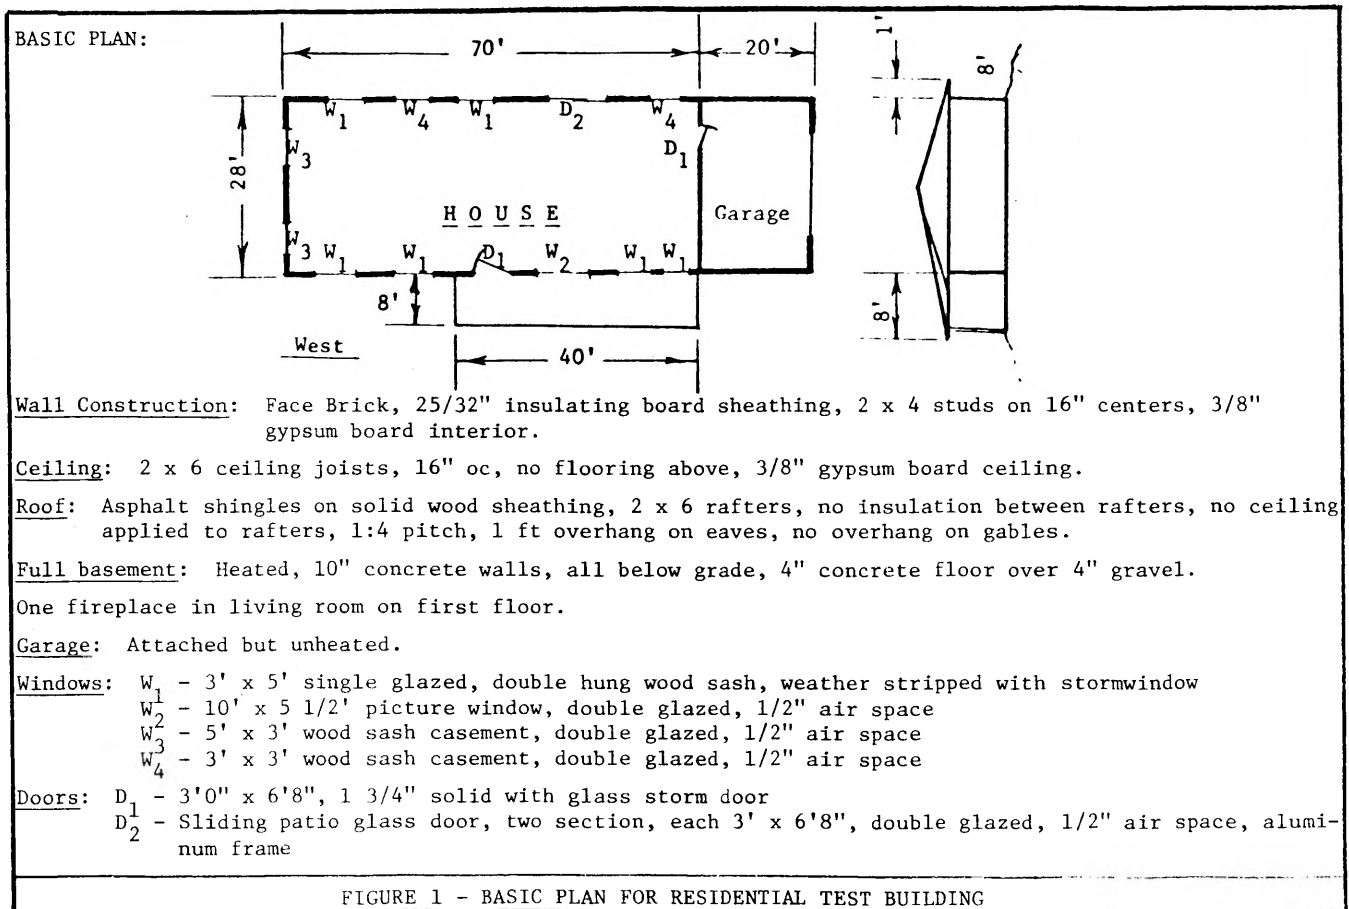 BASIC PLAN:
70'
20'
1'
8'
W1 W4 W1 D2 W4
W3
D1
28'
H O U S E
Garage
W3 W1 W1 D1 W2 W1 W1
8'
8'
West
40'
Wall Construction: Face Brick, 25/32" insulating board sheathing, 2 x 4 studs on 16" centers, 3/8"
gypsum board interior.
Ceiling: 2 x 6 ceiling joists, 16" oc, no flooring above, 3/8" gypsum board ceiling.
Roof: Asphalt shingles on solid wood sheathing, 2 x 6 rafters, no insulation between rafters, no ceiling
applied to rafters, 1:4 pitch, 1 ft overhang on eaves, no overhang on gables.
Full basement: Heated, 10" concrete walls, all below grade, 4" concrete floor over 4" gravel.
One fireplace in living room on first floor.
Garage: Attached but unheated.
Windows: W1 - 3' x 5' single glazed, double hung wood sash, weather stripped with stormwindow
W2 - 10' x 5 1/2' picture window, double glazed, 1/2" air space
W3 - 5' x 3' wood sash casement, double glazed, 1/2" air space
W4 - 3' x 3' wood sash casement, double glazed, 1/2" air space
Doors: D1 - 3'0" x 6'8", 1 3/4" solid with glass storm door
D2 - Sliding patio glass door, two section, each 3' x 6'8", double glazed, 1/2" air space, alumi-
num frame
FIGURE 1 - BASIC PLAN FOR RESIDENTIAL TEST BUILDING